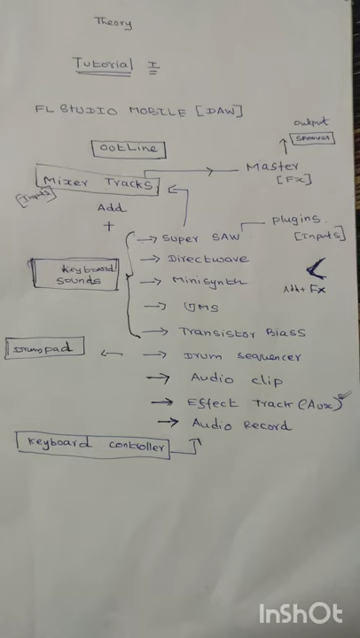 Theory
Tutorial I
FL STUDIO MOBILE [DAW]
output
OUTLINE
Master
[Fx]
Mixer Tracks
[Inputs]
Add
+
plugins
[Inputs]
→ Super SAW
→ Directwave
Keyboard
sounds
→ Minisynth
Add + Fx
→ GMS
→ Transistor Bass
Drumpad
→ Drum sequencer
→ Audio clip
→ Effect Track (Aux)
→ Audio Record
Keyboard controller
InShOt